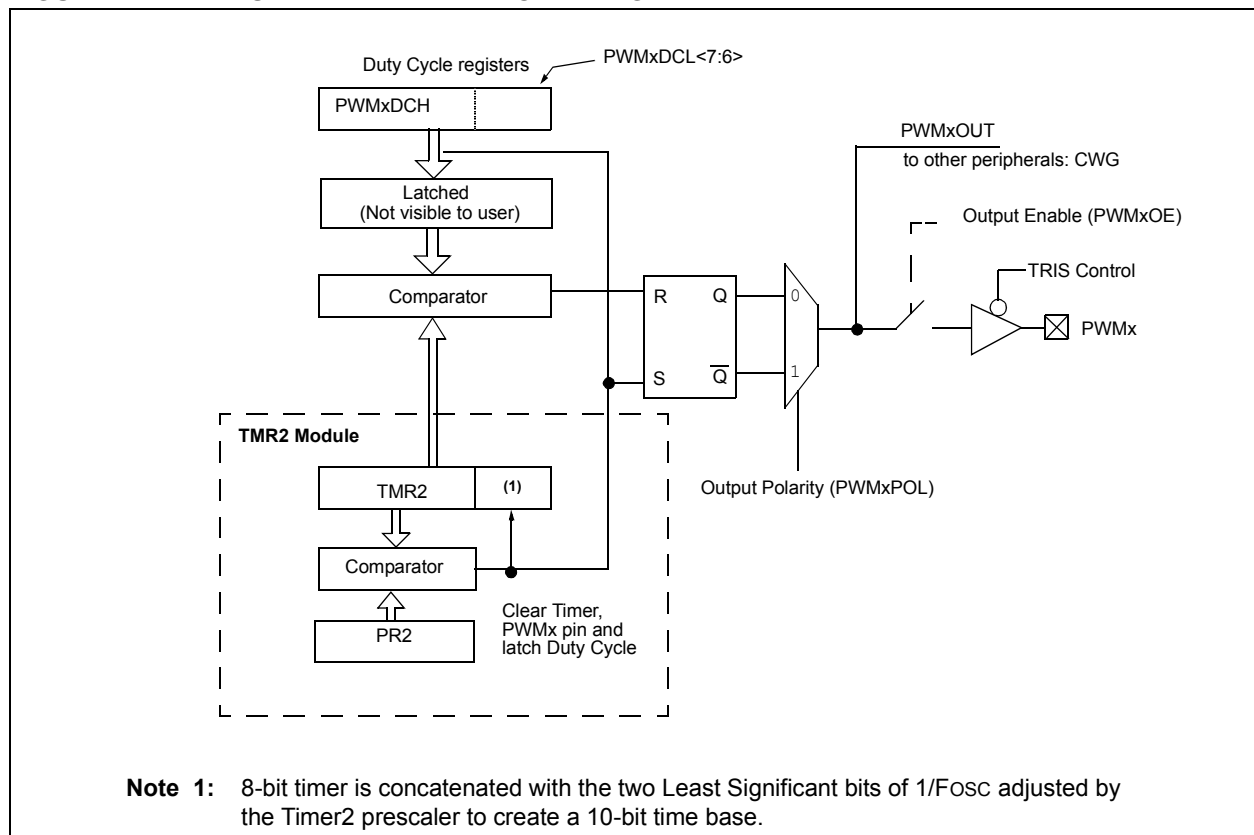 Duty Cycle registers
PWMxDCL<7:6>
PWMxDCH
Latched
(Not visible to user)
Comparator
R
Q
S
Q̅
0
1
PWMxOUT
to other peripherals: CWG
Output Enable (PWMxOE)
TRIS Control
PWMx
Output Polarity (PWMxPOL)
TMR2 Module
TMR2
(1)
Comparator
PR2
Clear Timer,
PWMx pin and
latch Duty Cycle
Note 1: 8-bit timer is concatenated with the two Least Significant bits of 1/FOSC adjusted by
the Timer2 prescaler to create a 10-bit time base.